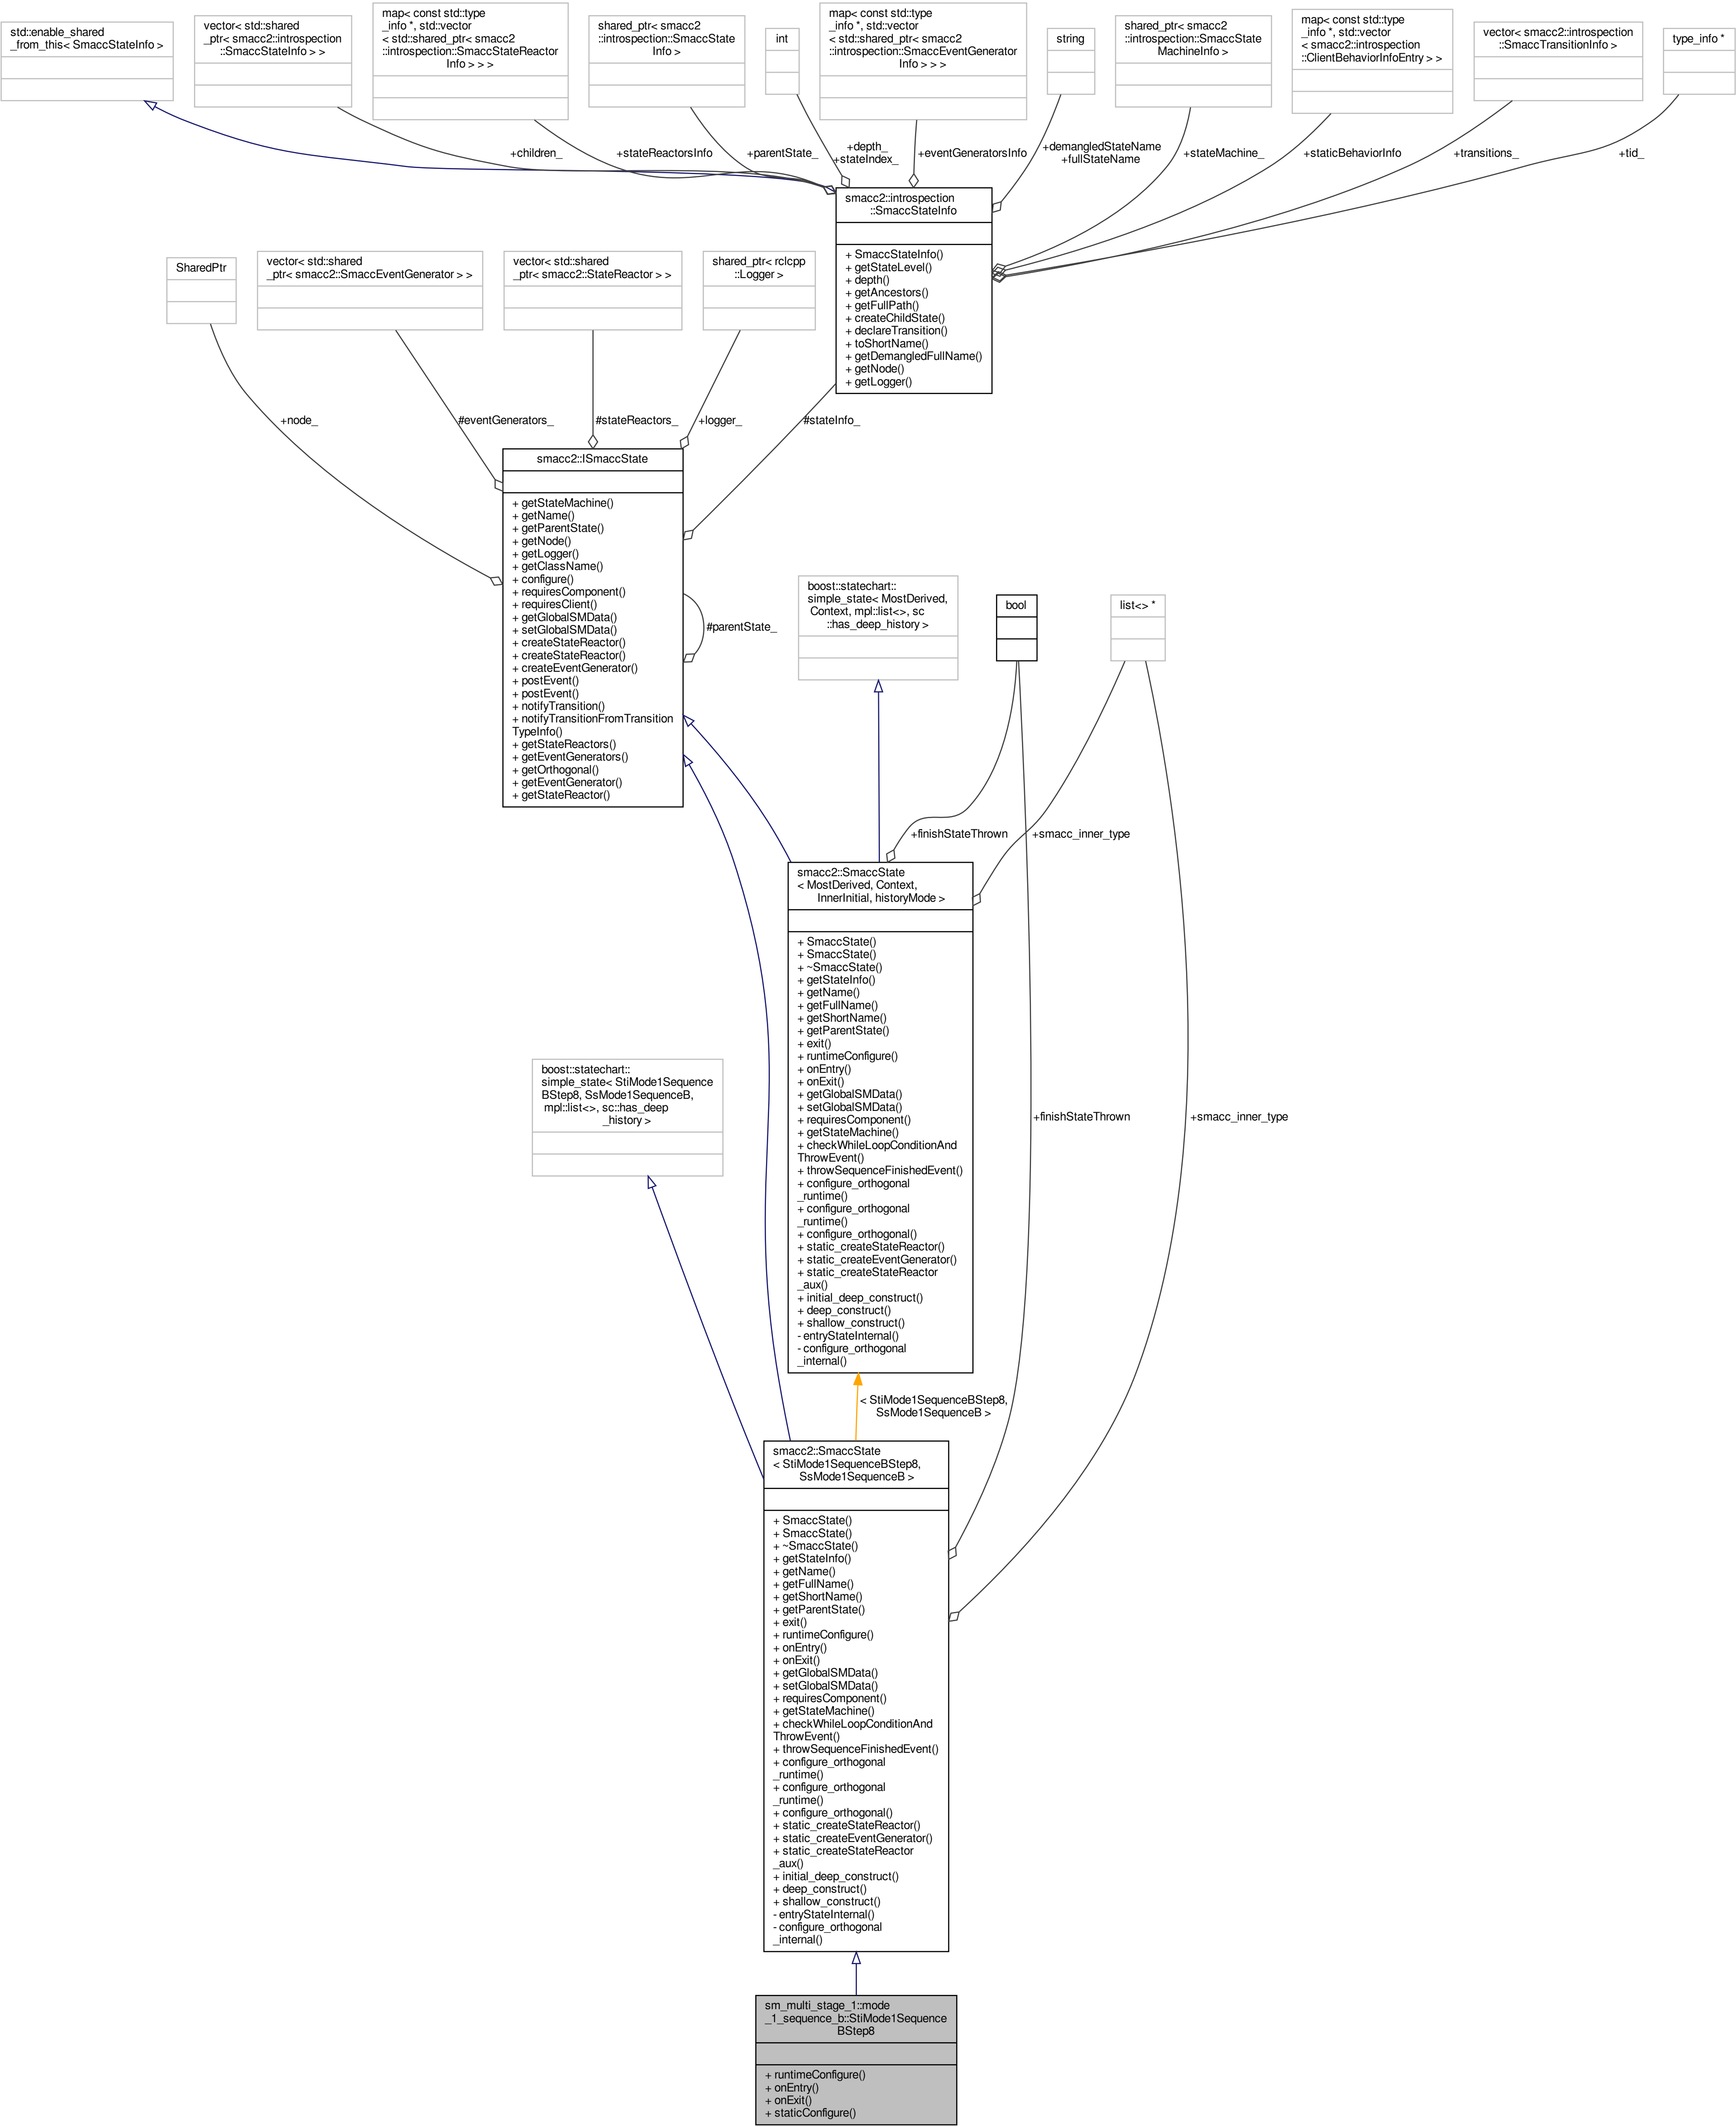 std::enable_shared
_from_this< SmaccStateInfo >
vector< std::shared
_ptr< smacc2::introspection
::SmaccStateInfo > >
map< const std::type
_info *, std::vector
< std::shared_ptr< smacc2
::introspection::SmaccStateReactor
Info > > >
shared_ptr< smacc2
::introspection::SmaccState
Info >
int
map< const std::type
_info *, std::vector
< std::shared_ptr< smacc2
::introspection::SmaccEventGenerator
Info > > >
string
shared_ptr< smacc2
::introspection::SmaccState
MachineInfo >
map< const std::type
_info *, std::vector
< smacc2::introspection
::ClientBehaviorInfoEntry > >
vector< smacc2::introspection
::SmaccTransitionInfo >
type_info *
+children_
+stateReactorsInfo
+parentState_
+depth_
+stateIndex_
+eventGeneratorsInfo
+demangledStateName
+fullStateName
+stateMachine_
+staticBehaviorInfo
+transitions_
+tid_
smacc2::introspection
::SmaccStateInfo
+ SmaccStateInfo()
+ getStateLevel()
+ depth()
+ getAncestors()
+ getFullPath()
+ createChildState()
+ declareTransition()
+ toShortName()
+ getDemangledFullName()
+ getNode()
+ getLogger()
SharedPtr
vector< std::shared
_ptr< smacc2::SmaccEventGenerator > >
vector< std::shared
_ptr< smacc2::StateReactor > >
shared_ptr< rclcpp
::Logger >
+node_
#eventGenerators_
#stateReactors_
+logger_
#stateInfo_
smacc2::ISmaccState
+ getStateMachine()
+ getName()
+ getParentState()
+ getNode()
+ getLogger()
+ getClassName()
+ configure()
+ requiresComponent()
+ requiresClient()
+ getGlobalSMData()
+ setGlobalSMData()
+ createStateReactor()
+ createStateReactor()
+ createEventGenerator()
+ postEvent()
+ postEvent()
+ notifyTransition()
+ notifyTransitionFromTransition
TypeInfo()
+ getStateReactors()
+ getEventGenerators()
+ getOrthogonal()
+ getEventGenerator()
+ getStateReactor()
#parentState_
boost::statechart::
simple_state< MostDerived,
Context, mpl::list<>, sc
::has_deep_history >
bool
list<> *
+finishStateThrown
+smacc_inner_type
smacc2::SmaccState
< MostDerived, Context,
InnerInitial, historyMode >
+ SmaccState()
+ SmaccState()
+ ~SmaccState()
+ getStateInfo()
+ getName()
+ getFullName()
+ getShortName()
+ getParentState()
+ exit()
+ runtimeConfigure()
+ onEntry()
+ onExit()
+ getGlobalSMData()
+ setGlobalSMData()
+ requiresComponent()
+ getStateMachine()
+ checkWhileLoopConditionAnd
ThrowEvent()
+ throwSequenceFinishedEvent()
+ configure_orthogonal
_runtime()
+ configure_orthogonal
_runtime()
+ configure_orthogonal()
+ static_createStateReactor()
+ static_createEventGenerator()
+ static_createStateReactor
_aux()
+ initial_deep_construct()
+ deep_construct()
+ shallow_construct()
- entryStateInternal()
- configure_orthogonal
_internal()
boost::statechart::
simple_state< StiMode1Sequence
BStep8, SsMode1SequenceB,
mpl::list<>, sc::has_deep
_history >
+finishStateThrown
+smacc_inner_type
< StiMode1SequenceBStep8,
SsMode1SequenceB >
smacc2::SmaccState
< StiMode1SequenceBStep8,
SsMode1SequenceB >
+ SmaccState()
+ SmaccState()
+ ~SmaccState()
+ getStateInfo()
+ getName()
+ getFullName()
+ getShortName()
+ getParentState()
+ exit()
+ runtimeConfigure()
+ onEntry()
+ onExit()
+ getGlobalSMData()
+ setGlobalSMData()
+ requiresComponent()
+ getStateMachine()
+ checkWhileLoopConditionAnd
ThrowEvent()
+ throwSequenceFinishedEvent()
+ configure_orthogonal
_runtime()
+ configure_orthogonal
_runtime()
+ configure_orthogonal()
+ static_createStateReactor()
+ static_createEventGenerator()
+ static_createStateReactor
_aux()
+ initial_deep_construct()
+ deep_construct()
+ shallow_construct()
- entryStateInternal()
- configure_orthogonal
_internal()
sm_multi_stage_1::mode
_1_sequence_b::StiMode1Sequence
BStep8
+ runtimeConfigure()
+ onEntry()
+ onExit()
+ staticConfigure()